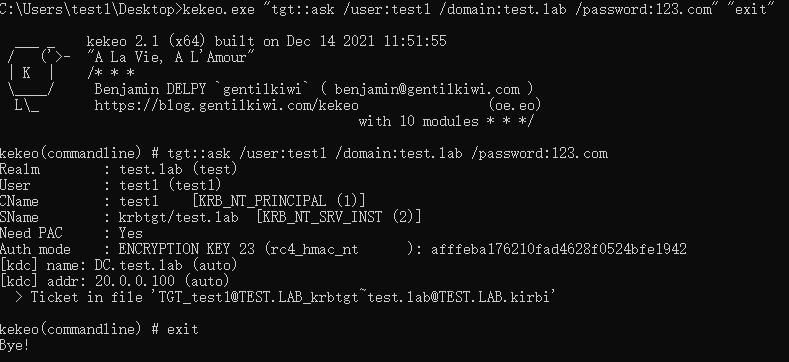 C:\Users\test1\Desktop>kekeo.exe "tgt::ask /user:test1 /domain:test.lab /password:123.com" "exit"
  ___ _    kekeo 2.1 (x64) built on Dec 14 2021 11:51:55
 /   ('>-  "A La Vie, A L'Amour"
 | K  |    /* * *
 \____/     Benjamin DELPY `gentilkiwi` ( benjamin@gentilkiwi.com )
  L\_       https://blog.gentilkiwi.com/kekeo                (oe.eo)
                                             with 10 modules * * */
kekeo(commandline) # tgt::ask /user:test1 /domain:test.lab /password:123.com
Realm        : test.lab (test)
User         : test1 (test1)
CName        : test1    [KRB_NT_PRINCIPAL (1)]
SName        : krbtgt/test.lab  [KRB_NT_SRV_INST (2)]
Need PAC     : Yes
Auth mode    : ENCRYPTION KEY 23 (rc4_hmac_nt      ): afffeba176210fad4628f0524bfe1942
[kdc] name: DC.test.lab (auto)
[kdc] addr: 20.0.0.100 (auto)
  > Ticket in file 'TGT_test1@TEST.LAB_krbtgt~test.lab@TEST.LAB.kirbi'
kekeo(commandline) # exit
Bye!